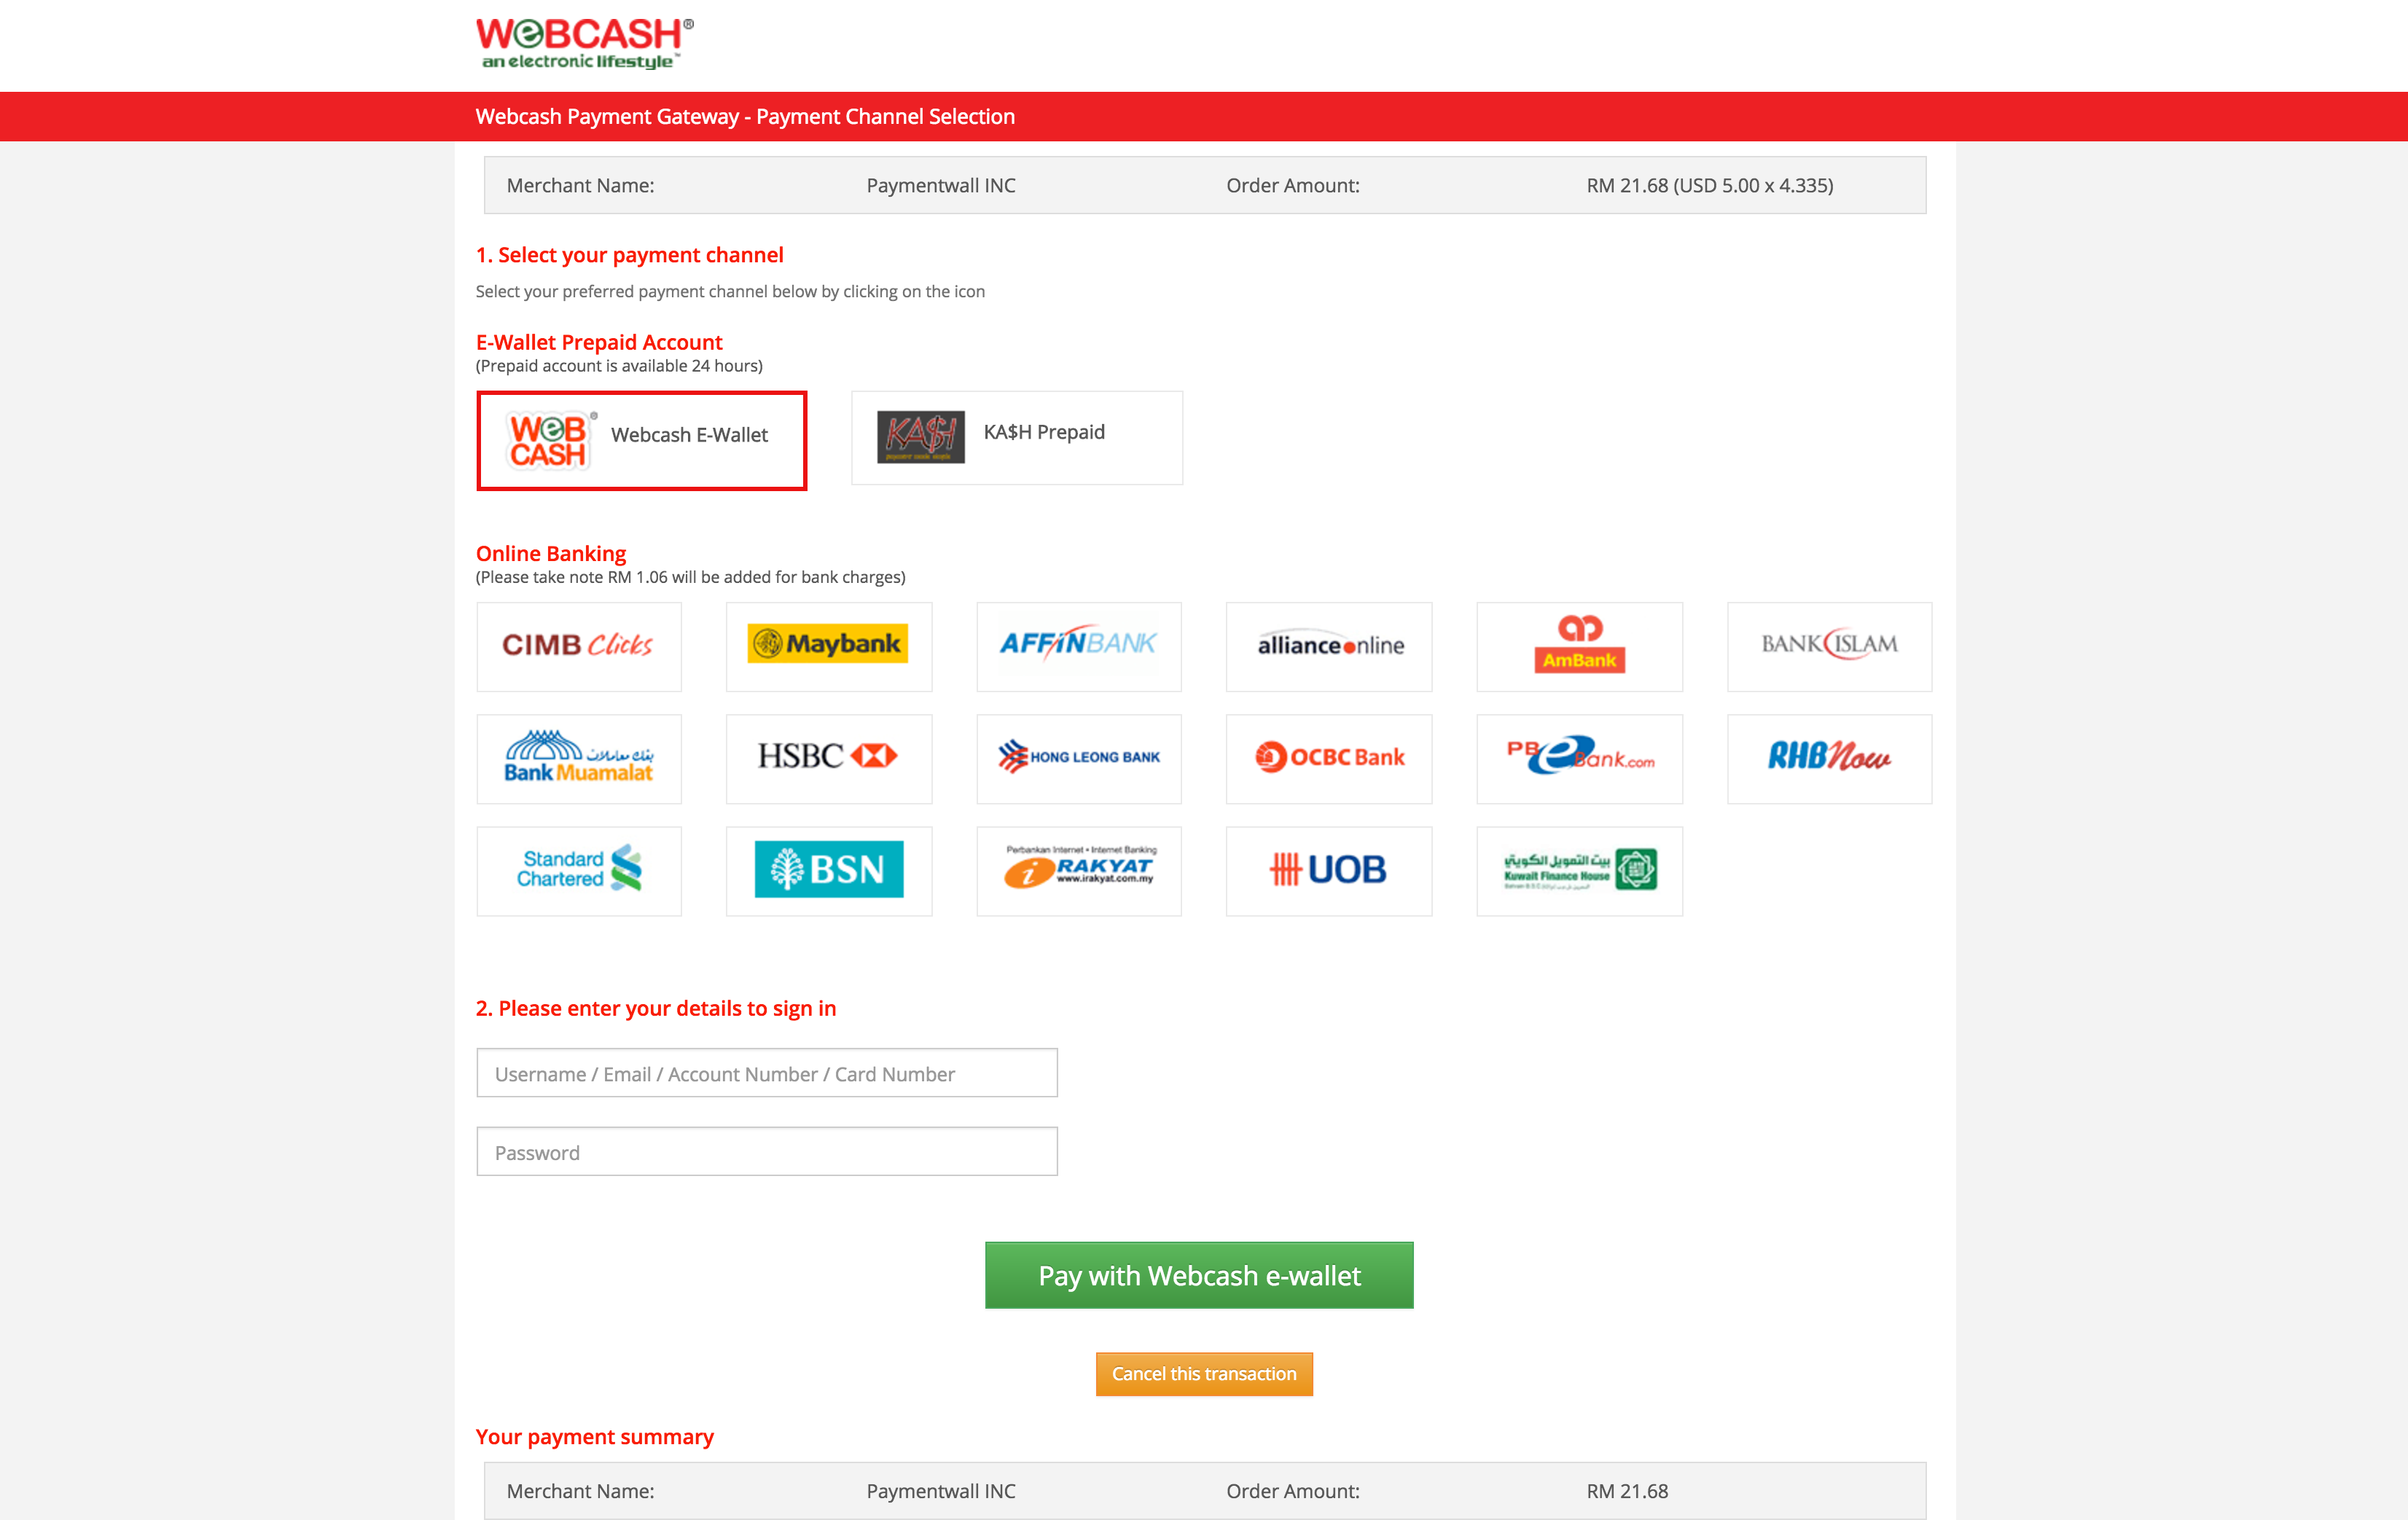 WeBCASH®
an electronic lifestyle™
Webcash Payment Gateway - Payment Channel Selection
Merchant Name: Paymentwall INC Order Amount: RM 21.68 (USD 5.00 x 4.335)
1. Select your payment channel
Select your preferred payment channel below by clicking on the icon
E-Wallet Prepaid Account
(Prepaid account is available 24 hours)
WeB CASH® Webcash E-Wallet
KA$H KA$H Prepaid
Online Banking
(Please take note RM 1.06 will be added for bank charges)
CIMB Clicks Maybank AFFINBANK alliance online AmBank BANK ISLAM
بنك معاملات
Bank Muamalat HSBC HONG LEONG BANK OCBC Bank PBeBank.com RHBNow
Standard Chartered BSN
Perbankan Internet • Internet Banking
iRAKYAT
www.irakyat.com.my
UOB
بيت التمويل الكويتي
Kuwait Finance House
2. Please enter your details to sign in
Username / Email / Account Number / Card Number
Password
Pay with Webcash e-wallet
Cancel this transaction
Your payment summary
Merchant Name: Paymentwall INC Order Amount: RM 21.68